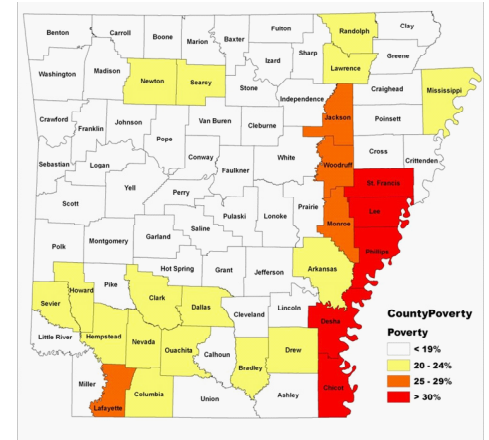 Benton
Carroll
Boone
Marion
Baxter
Fulton
Randolph
Clay
Izard
Sharp
Greene
Washington
Madison
Newton
Searcy
Lawrence
Stone
Independence
Craighead
Mississippi
Crawford
Franklin
Johnson
Van Buren
Cleburne
Jackson
Poinsett
Pope
Sebastian
Logan
Conway
Faulkner
White
Woodruff
Cross
Crittenden
Yell
Perry
St. Francis
Scott
Pulaski
Lonoke
Prairie
Lee
Saline
Monroe
Polk
Montgomery
Garland
Phillips
Hot Spring
Grant
Jefferson
Arkansas
Howard
Pike
Clark
Sevier
Dallas
Cleveland
Lincoln
Desha
Little River
Hempstead
Nevada
Ouachita
Calhoun
Drew
Bradley
Miller
Lafayette
Columbia
Union
Ashley
Chicot
CountyPoverty
Poverty
< 19%
20 - 24%
25 - 29%
> 30%